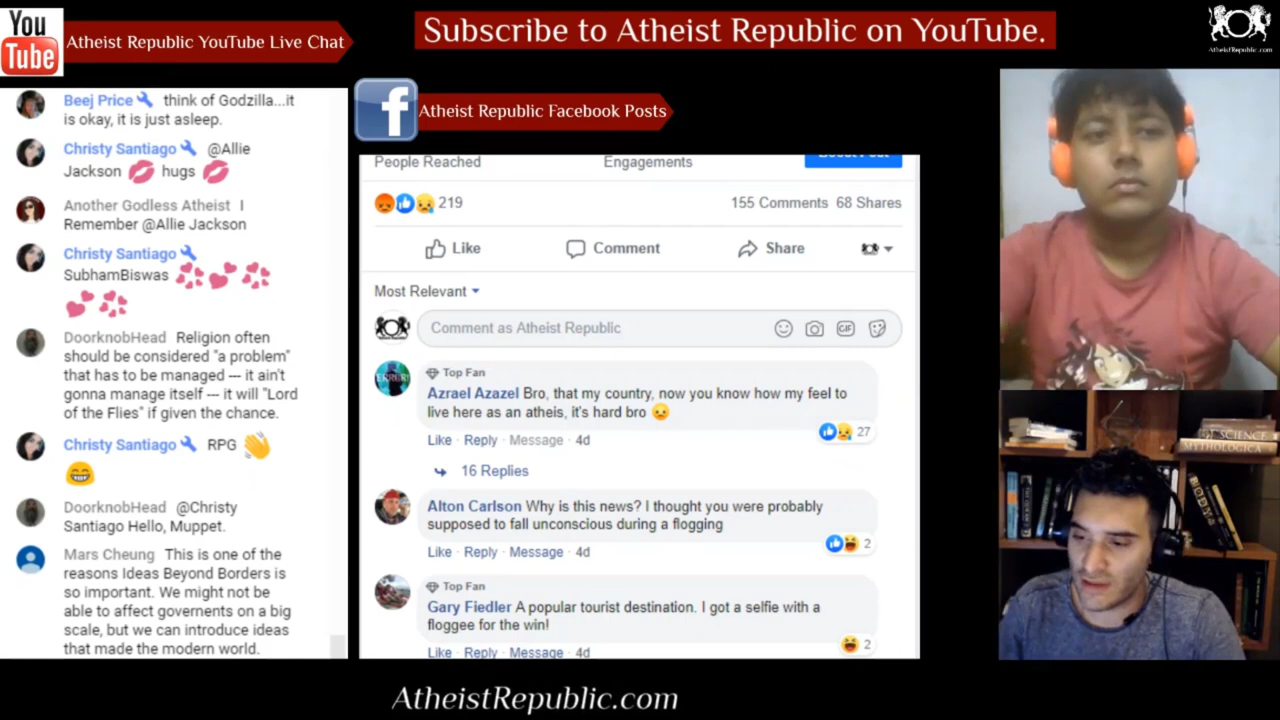 You
Tube
Atheist Republic YouTube Live Chat
Subscribe to Atheist Republic on YouTube.
AtheistRepublic.com
Atheist Republic Facebook Posts
Beej Price think of Godzilla...it
is okay, it is just asleep.
Christy Santiago @Allie
Jackson 💋 hugs 💋
Another Godless Atheist I
Remember @Allie Jackson
Christy Santiago
SubhamBiswas 💞 💕 💞
💕 💞
DoorknobHead Religion often
should be considered "a problem"
that has to be managed --- it ain't
gonna manage itself --- it will "Lord
of the Flies" if given the chance.
Christy Santiago RPG 👋
😁
DoorknobHead @Christy
Santiago Hello, Muppet.
Mars Cheung This is one of the
reasons Ideas Beyond Borders is
so important. We might not be
able to affect governents on a big
scale, but we can introduce ideas
that made the modern world.
People Reached
Engagements
Boost Post
219
155 Comments 68 Shares
Like
Comment
Share
Most Relevant
Comment as Atheist Republic
GIF
Top Fan
Azrael Azazel Bro, that my country, now you know how my feel to
live here as an atheis, it's hard bro 😞
27
Like · Reply · Message · 4d
16 Replies
Alton Carlson Why is this news? I thought you were probably
supposed to fall unconscious during a flogging
2
Like · Reply · Message · 4d
Top Fan
Gary Fiedler A popular tourist destination. I got a selfie with a
floggee for the win!
2
Like · Reply · Message · 4d
SCIENCE
MYTHOLOGICA
BODY
AtheistRepublic.com